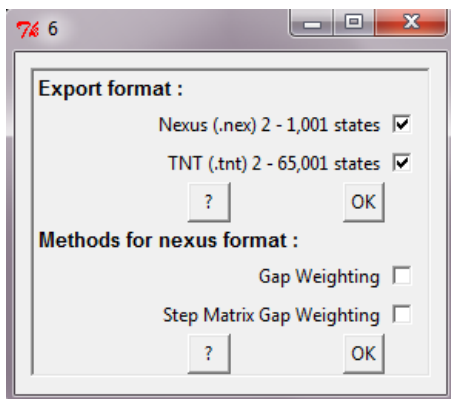 6
Export format :
Nexus (.nex) 2 - 1,001 states
TNT (.tnt) 2 - 65,001 states
? OK
Methods for nexus format :
Gap Weighting
Step Matrix Gap Weighting
? OK